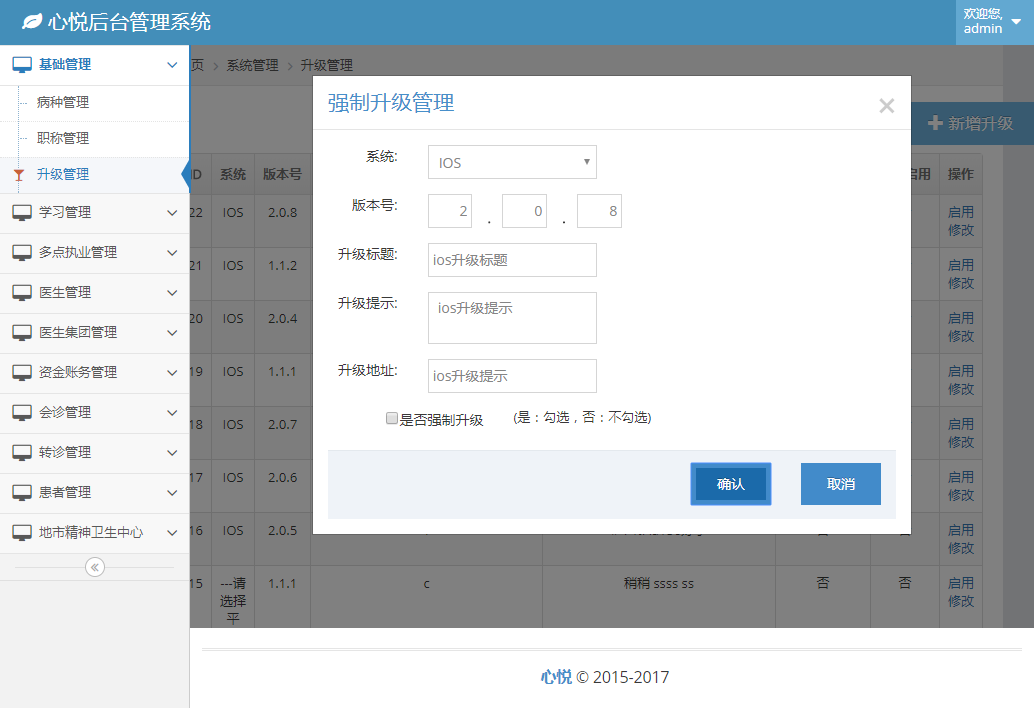 心悦后台管理系统
欢迎您,
admin
基础管理
病种管理
职称管理
升级管理
学习管理
多点执业管理
医生管理
医生集团管理
资金账务管理
会诊管理
转诊管理
患者管理
地市精神卫生中心
页 > 系统管理 > 升级管理
新增升级
ID 系统 版本号 启用 操作
22 IOS 2.0.8 启用
修改
21 IOS 1.1.2 启用
修改
20 IOS 2.0.4 启用
修改
19 IOS 1.1.1 启用
修改
18 IOS 2.0.7 启用
修改
17 IOS 2.0.6 启用
修改
16 IOS 2.0.5 否 否 启用
修改
15 ---请选择平 1.1.1 c 稍稍 ssss ss 否 否 启用
修改
强制升级管理
系统: IOS
版本号: 2 . 0 . 8
升级标题: ios升级标题
升级提示: ios升级提示
升级地址: ios升级提示
是否强制升级 (是：勾选，否：不勾选)
确认 取消
心悦 © 2015-2017